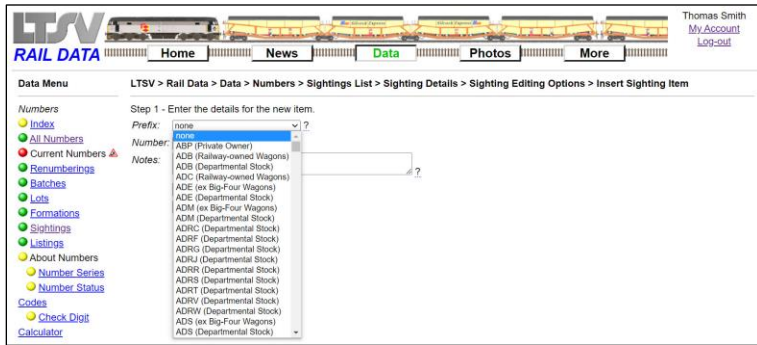 LTSV
RAIL DATA
Home
News
Data
Photos
More
Thomas Smith
My Account
Log-out
Data Menu
LTSV > Rail Data > Data > Numbers > Sightings List > Sighting Details > Sighting Editing Options > Insert Sighting Item
Numbers
Index
All Numbers
Current Numbers
Renumberings
Batches
Lots
Formations
Sightings
Listings
About Numbers
Number Series
Number Status
Codes
Check Digit
Calculator
Step 1 - Enter the details for the new item.
Prefix: none ?
Number:
Notes: ?
none
ABP (Private Owner)
ADB (Railway-owned Wagons)
ADB (Departmental Stock)
ADC (Railway-owned Wagons)
ADE (ex Big-Four Wagons)
ADE (Departmental Stock)
ADM (ex Big-Four Wagons)
ADM (Departmental Stock)
ADRC (Departmental Stock)
ADRF (Departmental Stock)
ADRG (Departmental Stock)
ADRJ (Departmental Stock)
ADRR (Departmental Stock)
ADRS (Departmental Stock)
ADRT (Departmental Stock)
ADRV (Departmental Stock)
ADRW (Departmental Stock)
ADS (ex Big-Four Wagons)
ADS (Departmental Stock)